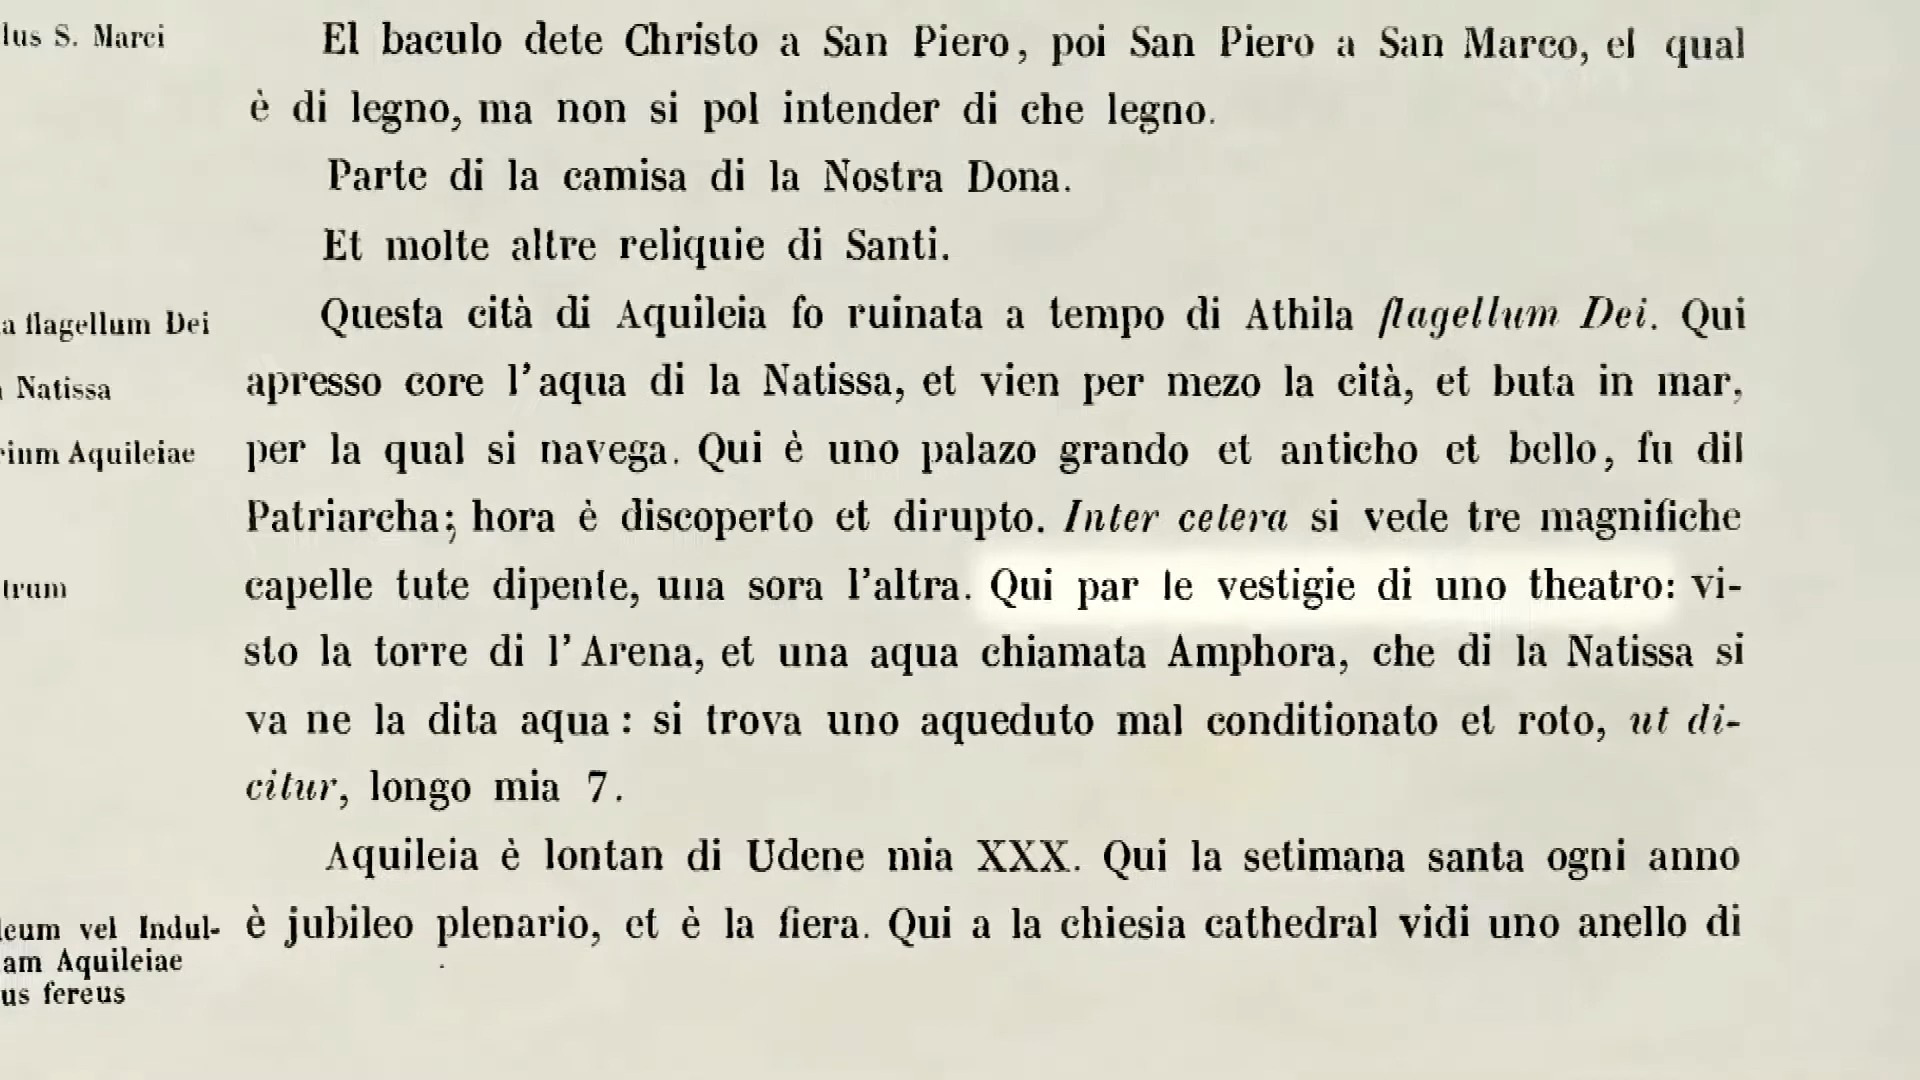 lus S. Marci
El baculo dete Christo a San Piero, poi San Piero a San Marco, el qual
è di legno, ma non si pol intender di che legno.
Parte di la camisa di la Nostra Dona.
Et molte altre reliquie di Santi.
a flagellum Dei
Questa cità di Aquileia fo ruinata a tempo di Athila flagellum Dei. Qui
Natissa
apresso core l'aqua di la Natissa, et vien per mezo la cità, et buta in mar,
rium Aquileiae
per la qual si navega. Qui è uno palazo grando et anticho et bello, fu dil
Patriarcha; hora è discoperto et dirupto. Inter cetera si vede tre magnifiche
trum
capelle tute dipente, una sora l'altra. Qui par le vestigie di uno theatro: vi-
sto la torre di l'Arena, et una aqua chiamata Amphora, che di la Natissa si
va ne la dita aqua: si trova uno aqueduto mal conditionato et roto, ut di-
citur, longo mia 7.
Aquileia è lontan di Udene mia XXX. Qui la setimana santa ogni anno
leum vel Indul-
am Aquileiae
us fereus
è jubileo plenario, et è la fiera. Qui a la chiesia cathedral vidi uno anello di